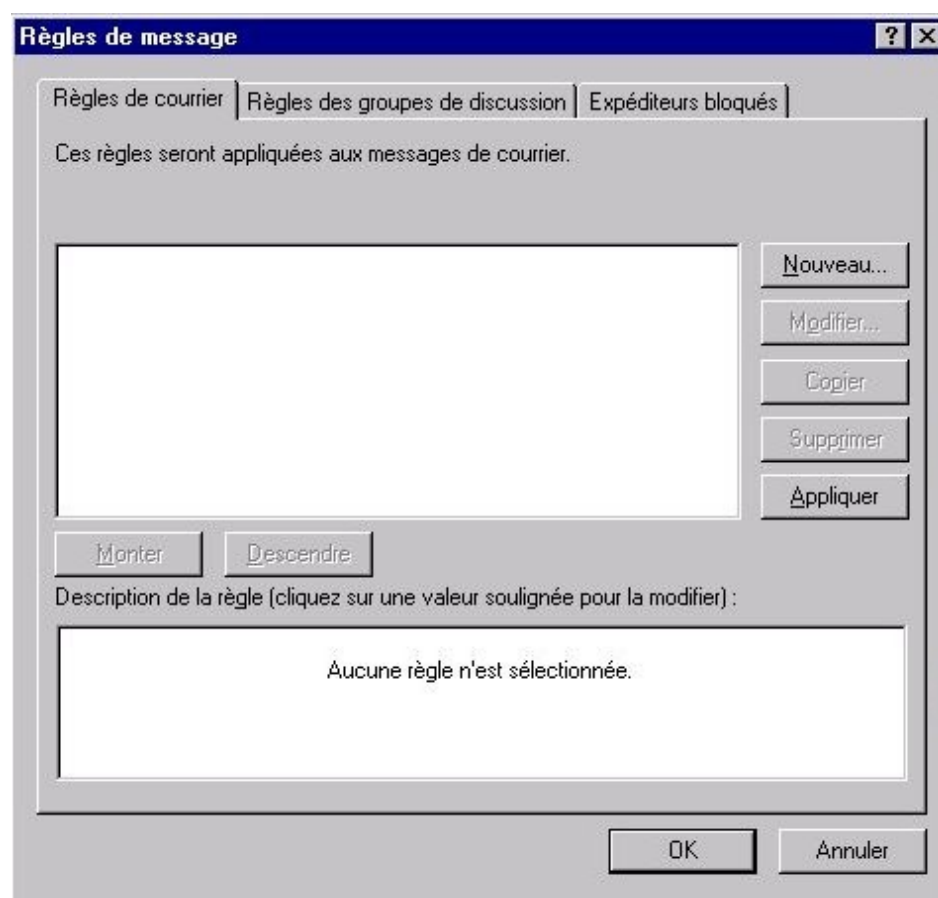 Règles de message
Règles de courrier Règles des groupes de discussion Expéditeurs bloqués
Ces règles seront appliquées aux messages de courrier.
Nouveau...
Modifier...
Copier
Supprimer
Appliquer
Monter Descendre
Description de la règle (cliquez sur une valeur soulignée pour la modifier) :
Aucune règle n'est sélectionnée.
OK Annuler